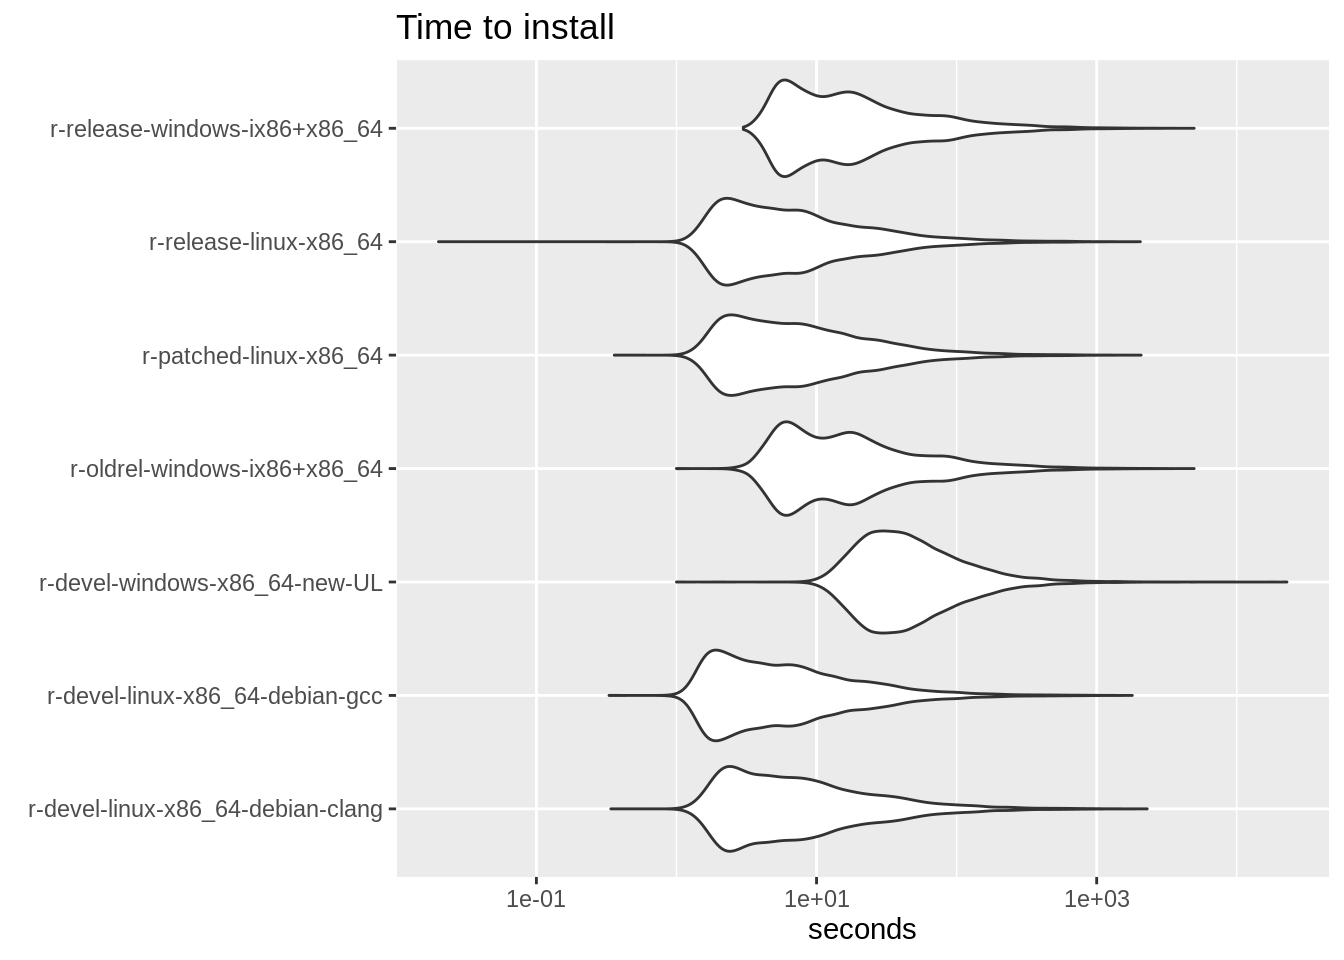 Time to install
r-release-windows-ix86+x86_64
r-release-linux-x86_64
r-patched-linux-x86_64
r-oldrel-windows-ix86+x86_64
r-devel-windows-x86_64-new-UL
r-devel-linux-x86_64-debian-gcc
r-devel-linux-x86_64-debian-clang
1e-01 1e+01 1e+03
seconds